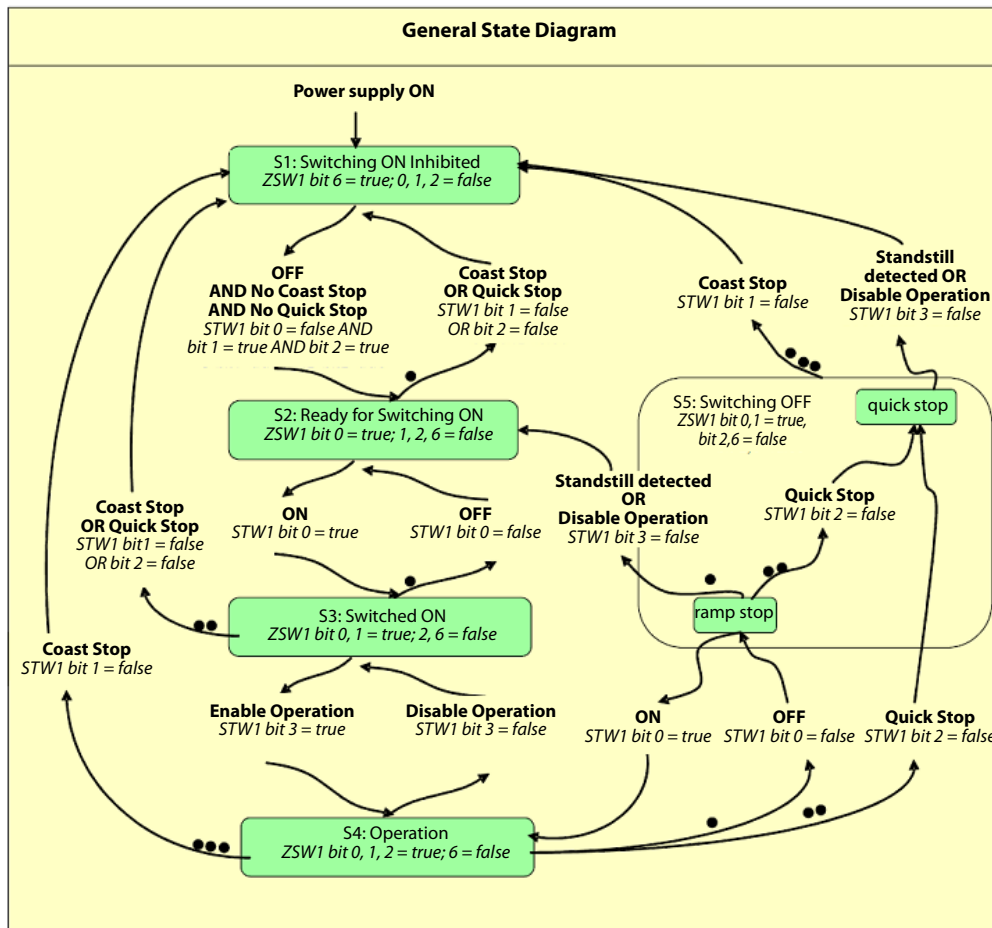 General State Diagram
Power supply ON
S1: Switching ON Inhibited
ZSW1 bit 6 = true; 0, 1, 2 = false
OFF
AND No Coast Stop
AND No Quick Stop
STW1 bit 0 = false AND
bit 1 = true AND bit 2 = true
Coast Stop
OR Quick Stop
STW1 bit 1 = false
OR bit 2 = false
Coast Stop
STW1 bit 1 = false
Standstill
detected OR
Disable Operation
STW1 bit 3 = false
S2: Ready for Switching ON
ZSW1 bit 0 = true; 1, 2, 6 = false
S5: Switching OFF
ZSW1 bit 0,1 = true,
bit 2,6 = false
quick stop
Coast Stop
OR Quick Stop
STW1 bit1 = false
OR bit 2 = false
ON
STW1 bit 0 = true
OFF
STW1 bit 0 = false
Standstill detected
OR
Disable Operation
STW1 bit 3 = false
Quick Stop
STW1 bit 2 = false
S3: Switched ON
ZSW1 bit 0, 1 = true; 2, 6 = false
ramp stop
Coast Stop
STW1 bit 1 = false
Enable Operation
STW1 bit 3 = true
Disable Operation
STW1 bit 3 = false
ON
STW1 bit 0 = true
OFF
STW1 bit 0 = false
Quick Stop
STW1 bit 2 = false
S4: Operation
ZSW1 bit 0, 1, 2 = true; 6 = false